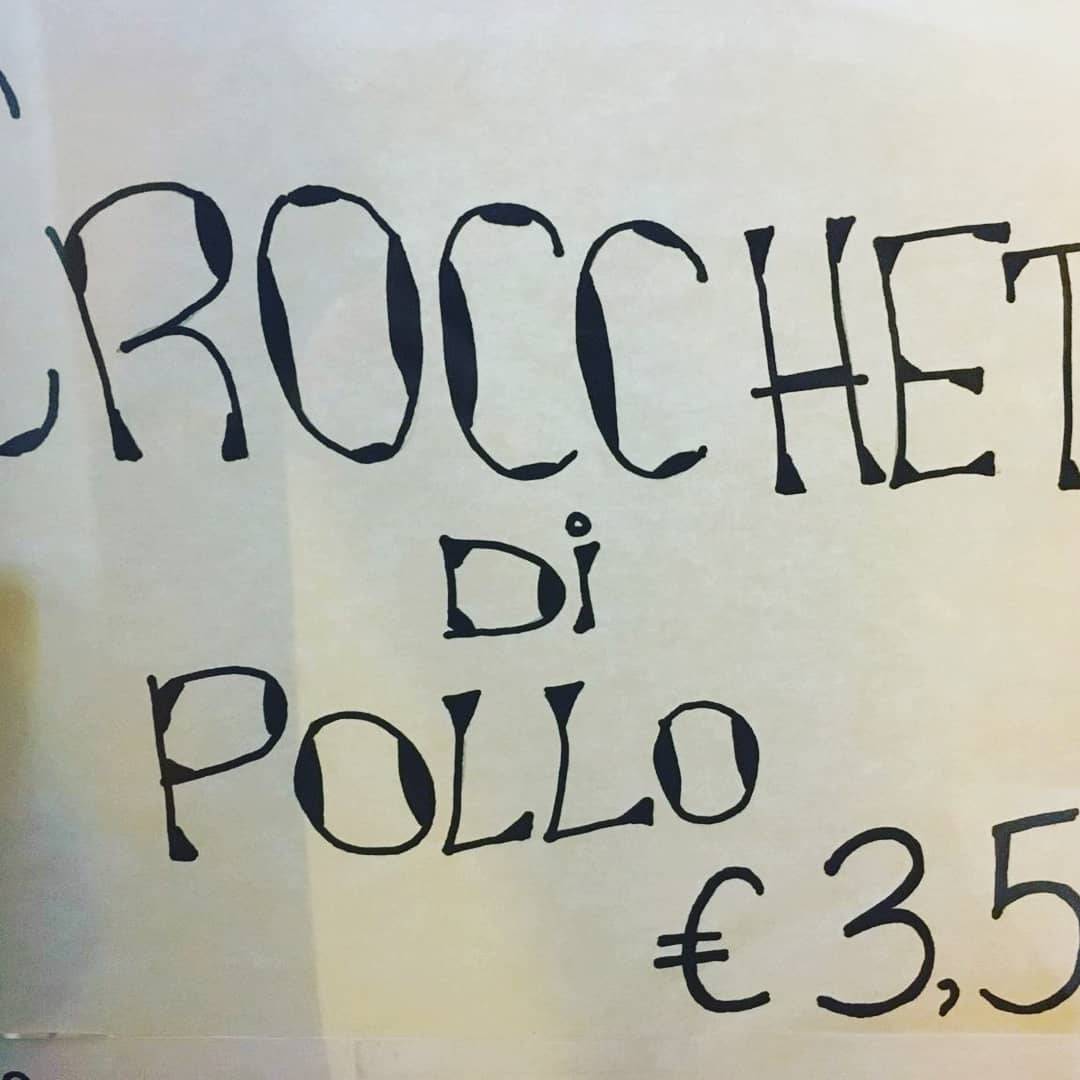 CROCCHET
Di
POLLO
€ 3,5